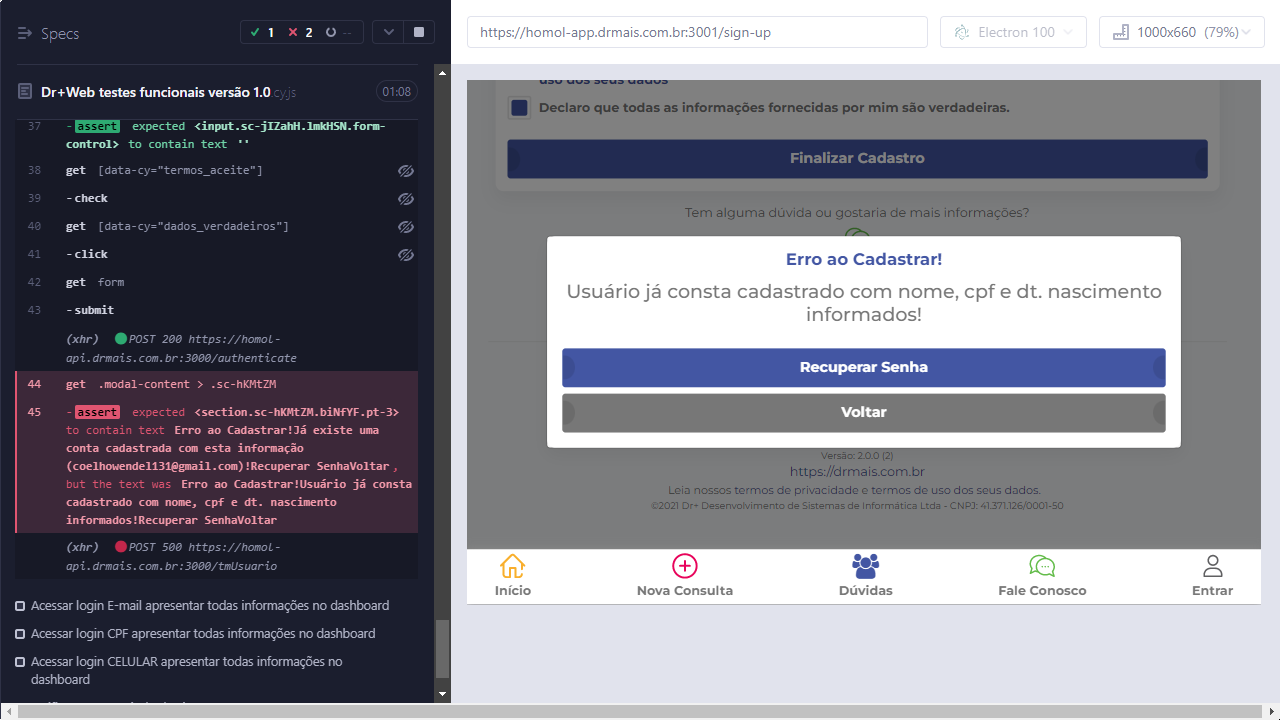 Specs
1
2
--
Dr+Web testes funcionais versão 1.0.cy.js
01:08
37 -assert expected <input.sc-jIZahH.lmkHSN.form-
control> to contain text ''
38 get [data-cy="termos_aceite"]
39 -check
40 get [data-cy="dados_verdadeiros"]
41 -click
42 get form
43 -submit
(xhr) POST 200 https://homol-
api.drmais.com.br:3000/authenticate
44 get .modal-content > .sc-hKMtZM
45 -assert expected <section.sc-hKMtZM.biNfYF.pt-3>
to contain text Erro ao Cadastrar!Já existe uma
conta cadastrada com esta informação
(coelhowendel131@gmail.com)!Recuperar SenhaVoltar,
but the text was Erro ao Cadastrar!Usuário já consta
cadastrado com nome, cpf e dt. nascimento
informados!Recuperar SenhaVoltar
(xhr) POST 500 https://homol-
api.drmais.com.br:3000/tmUsuario
Acessar login E-mail apresentar todas informações no dashboard
Acessar login CPF apresentar todas informações no dashboard
Acessar login CELULAR apresentar todas informações no
dashboard
https://homol-app.drmais.com.br:3001/sign-up
Electron 100
1000x660 (79%)
uso dos seus dados
Declaro que todas as informações fornecidas por mim são verdadeiras.
Finalizar Cadastro
Tem alguma dúvida ou gostaria de mais informações?
Erro ao Cadastrar!
Usuário já consta cadastrado com nome, cpf e dt. nascimento
informados!
Recuperar Senha
Voltar
Versão: 2.0.0 (2)
https://drmais.com.br
Leia nossos termos de privacidade e termos de uso dos seus dados.
©2021 Dr+ Desenvolvimento de Sistemas de Informática Ltda - CNPJ: 41.371.126/0001-50
Início
Nova Consulta
Dúvidas
Fale Conosco
Entrar